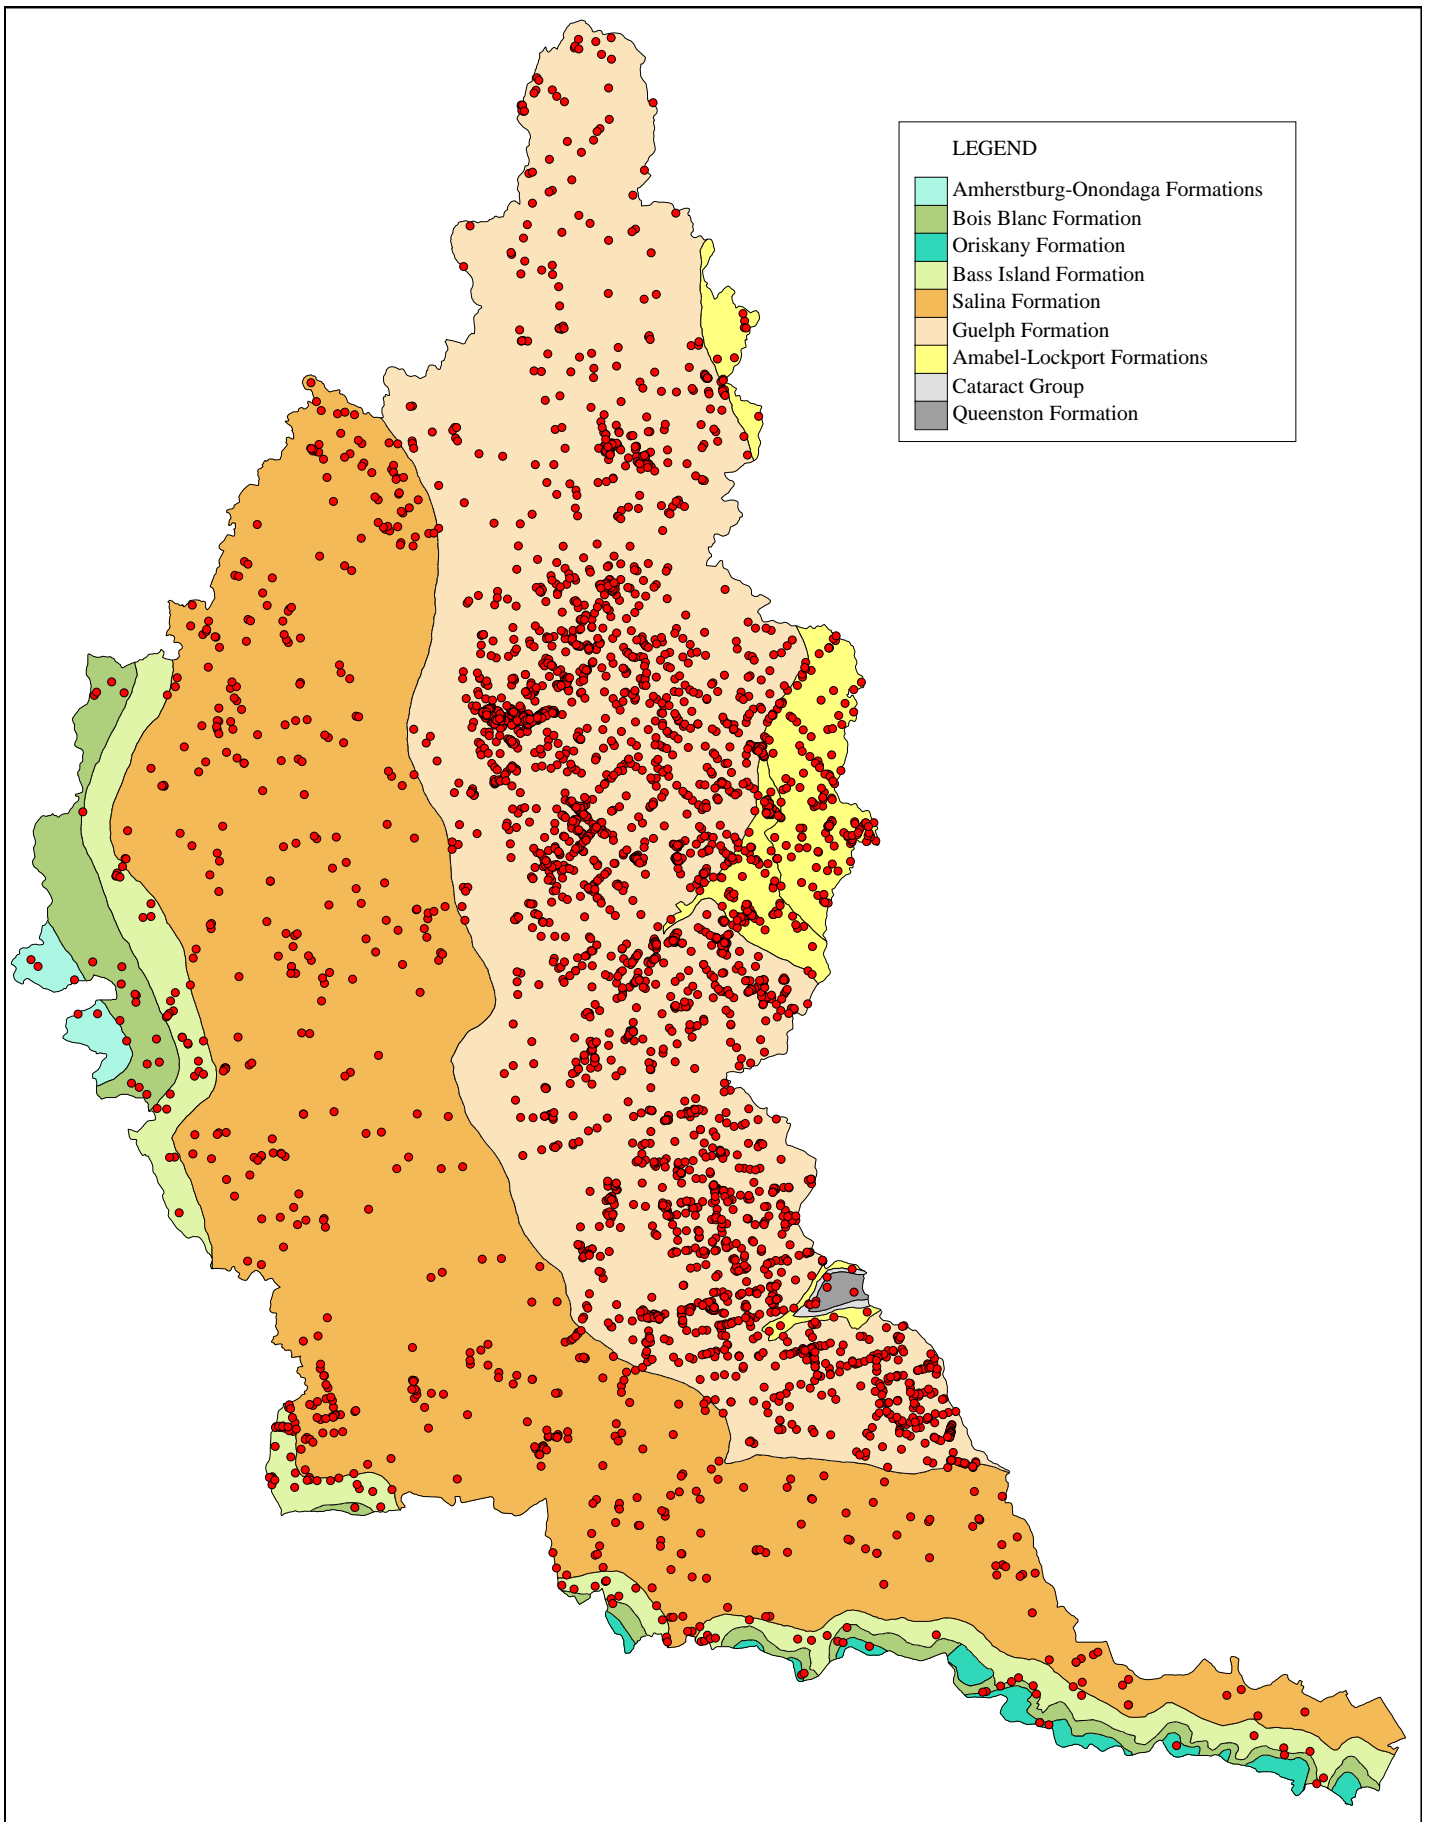 LEGEND
Amherstburg-Onondaga Formations
Bois Blanc Formation
Oriskany Formation
Bass Island Formation
Salina Formation
Guelph Formation
Amabel-Lockport Formations
Cataract Group
Queenston Formation